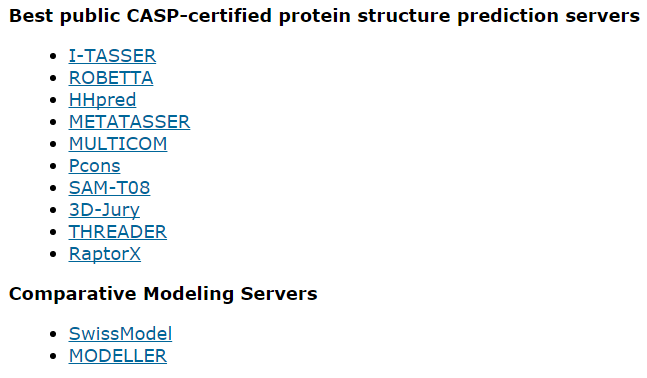 Best public CASP-certified protein structure prediction servers
I-TASSER
ROBETTA
HHpred
METATASSER
MULTICOM
Pcons
SAM-T08
3D-Jury
THREADER
RaptorX
Comparative Modeling Servers
SwissModel
MODELLER